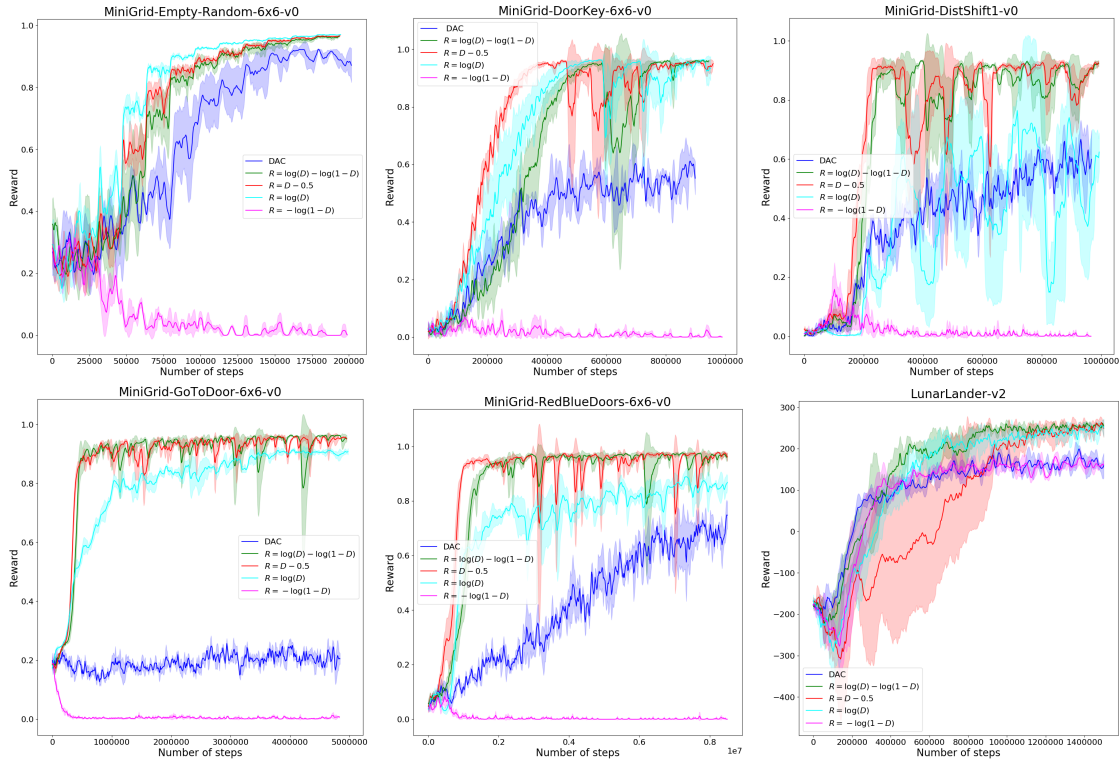 MiniGrid-Empty-Random-6x6-v0
1.0
0.8
0.6
0.4
0.2
0.0
Reward
DAC
R = log(D) − log(1 − D)
R = D − 0.5
R = log(D)
R = − log(1 − D)
0 25000 50000 75000 100000 125000 150000 175000 200000
Number of steps
MiniGrid-DoorKey-6x6-v0
1.0
0.8
0.6
0.4
0.2
0.0
Reward
DAC
R = log(D) − log(1 − D)
R = D − 0.5
R = log(D)
R = − log(1 − D)
0 200000 400000 600000 800000 1000000
Number of steps
MiniGrid-DistShift1-v0
1.0
0.8
0.6
0.4
0.2
0.0
Reward
DAC
R = log(D) − log(1 − D)
R = D − 0.5
R = log(D)
R = − log(1 − D)
0 200000 400000 600000 800000 1000000
Number of steps
MiniGrid-GoToDoor-6x6-v0
1.0
0.8
0.6
0.4
0.2
0.0
Reward
DAC
R = log(D) − log(1 − D)
R = D − 0.5
R = log(D)
R = − log(1 − D)
0 1000000 2000000 3000000 4000000 5000000
Number of steps
MiniGrid-RedBlueDoors-6x6-v0
1.0
0.8
0.6
0.4
0.2
0.0
Reward
DAC
R = log(D) − log(1 − D)
R = D − 0.5
R = log(D)
R = − log(1 − D)
0.0 0.2 0.4 0.6 0.8 1.0
1e7
Number of steps
LunarLander-v2
300
200
100
0
−100
−200
−300
−400
Reward
DAC
R = log(D) − log(1 − D)
R = D − 0.5
R = log(D)
R = − log(1 − D)
0 200000 400000 600000 800000 1000000 1200000 1400000
Number of steps